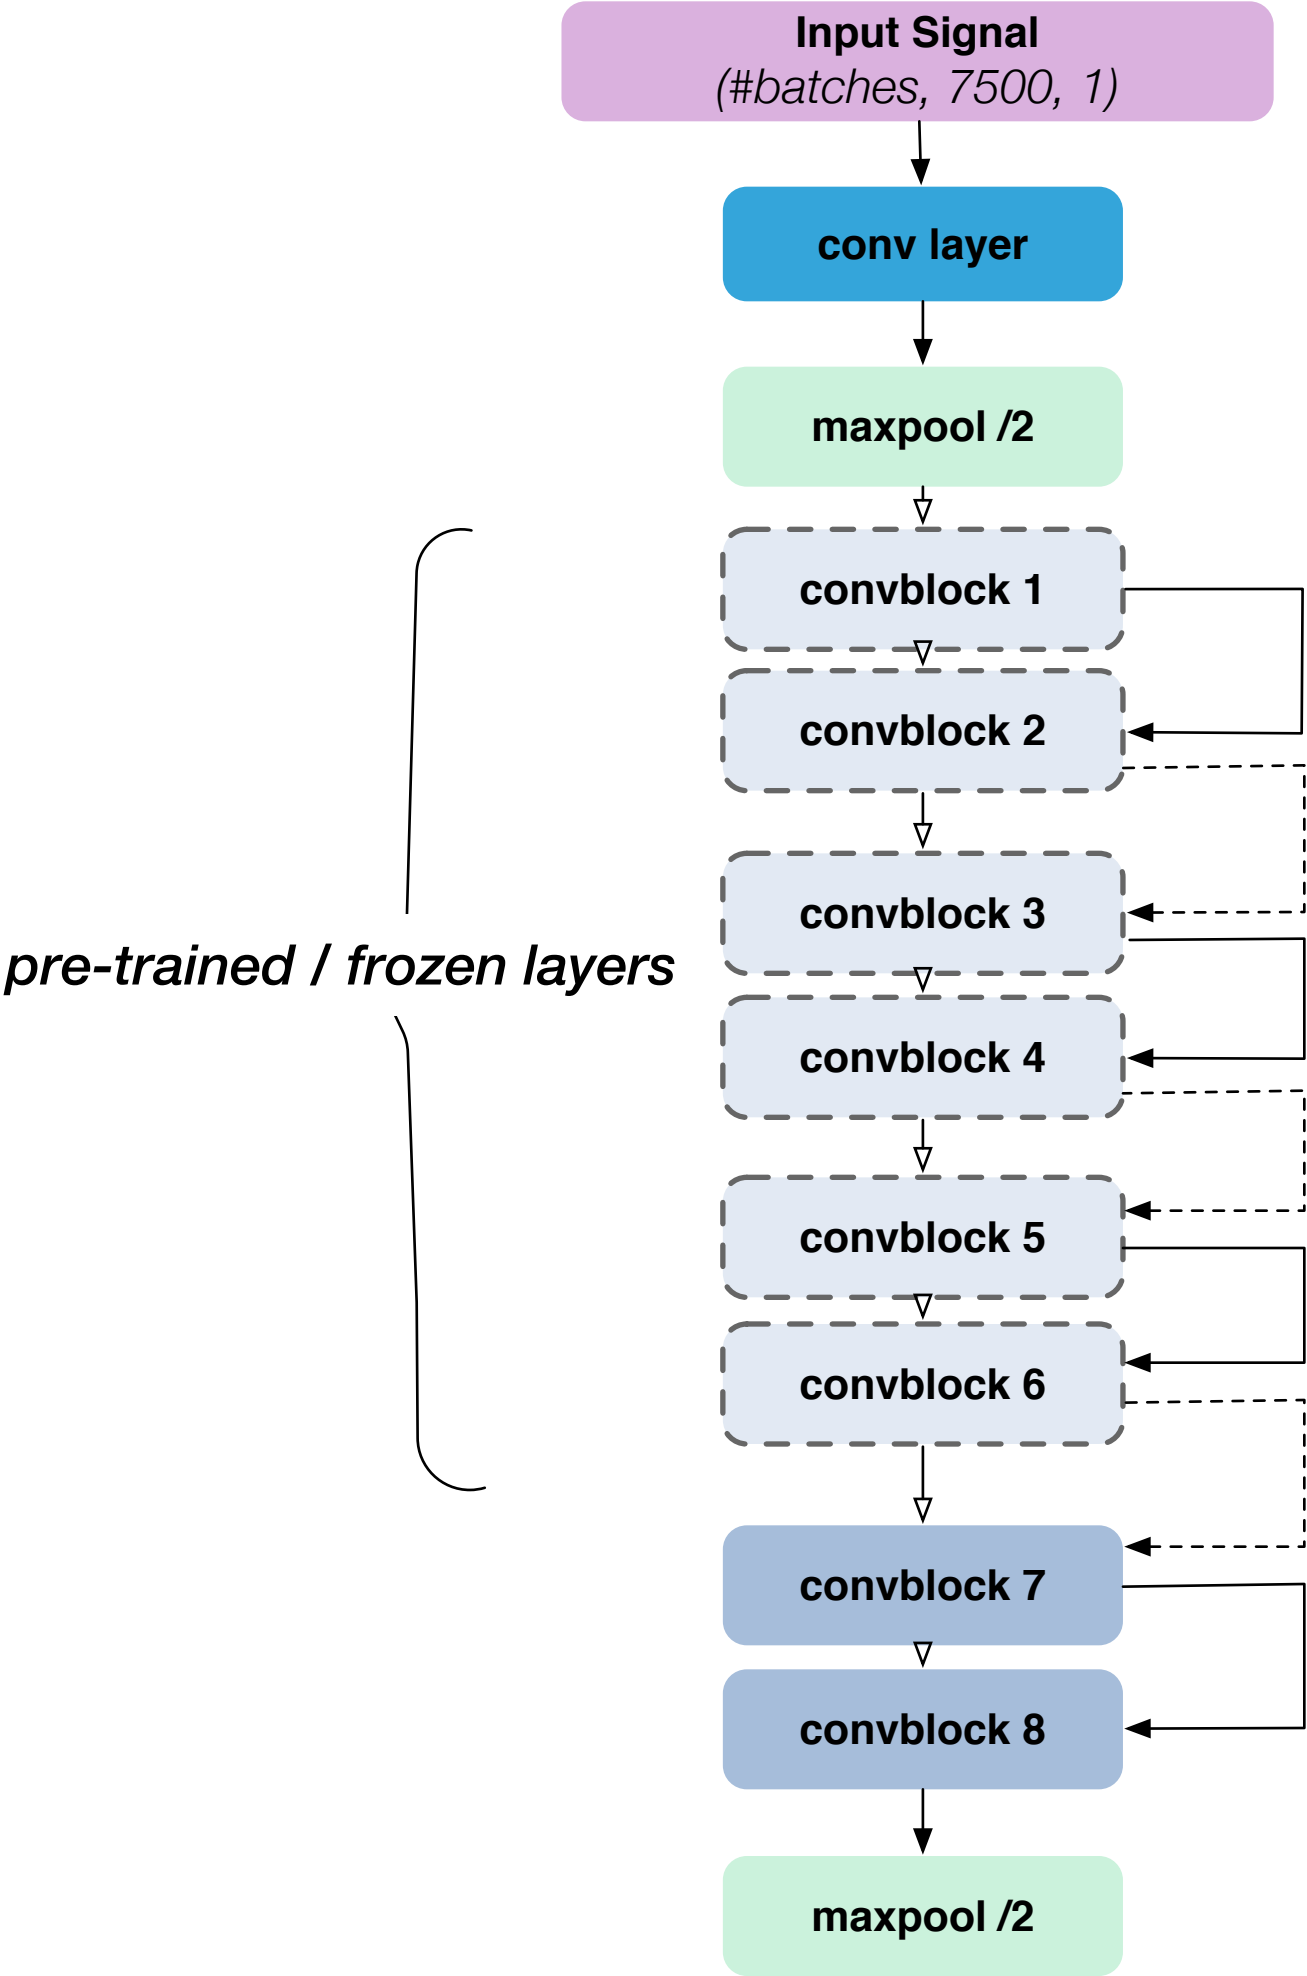 Input Signal
(#batches, 7500, 1)
conv layer
maxpool /2
convblock 1
convblock 2
convblock 3
pre-trained / frozen layers
convblock 4
convblock 5
convblock 6
convblock 7
convblock 8
maxpool /2